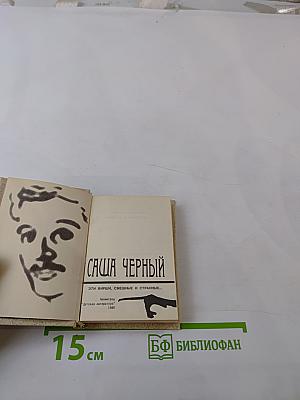 САША ЧЕРНЫЙ
ЭТИ ВИРШИ, СМЕШНЫЕ И СТРАННЫЕ...
Ленинград
"Детская литература"
15 см
БФ БИБЛИОФАН